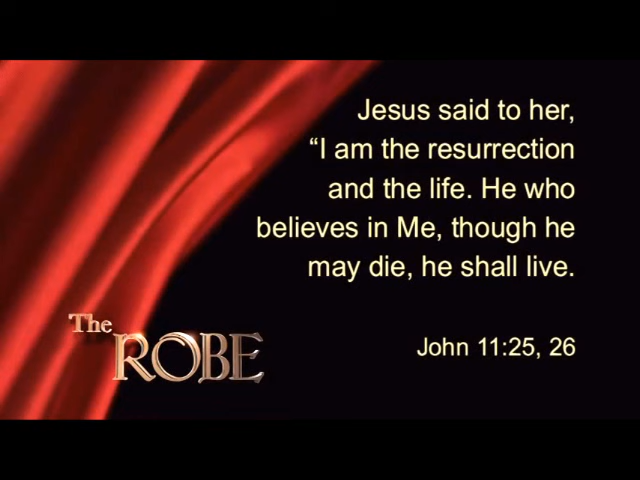 Jesus said to her,
“I am the resurrection
and the life. He who
believes in Me, though he
may die, he shall live.
The
ROBE
John 11:25, 26